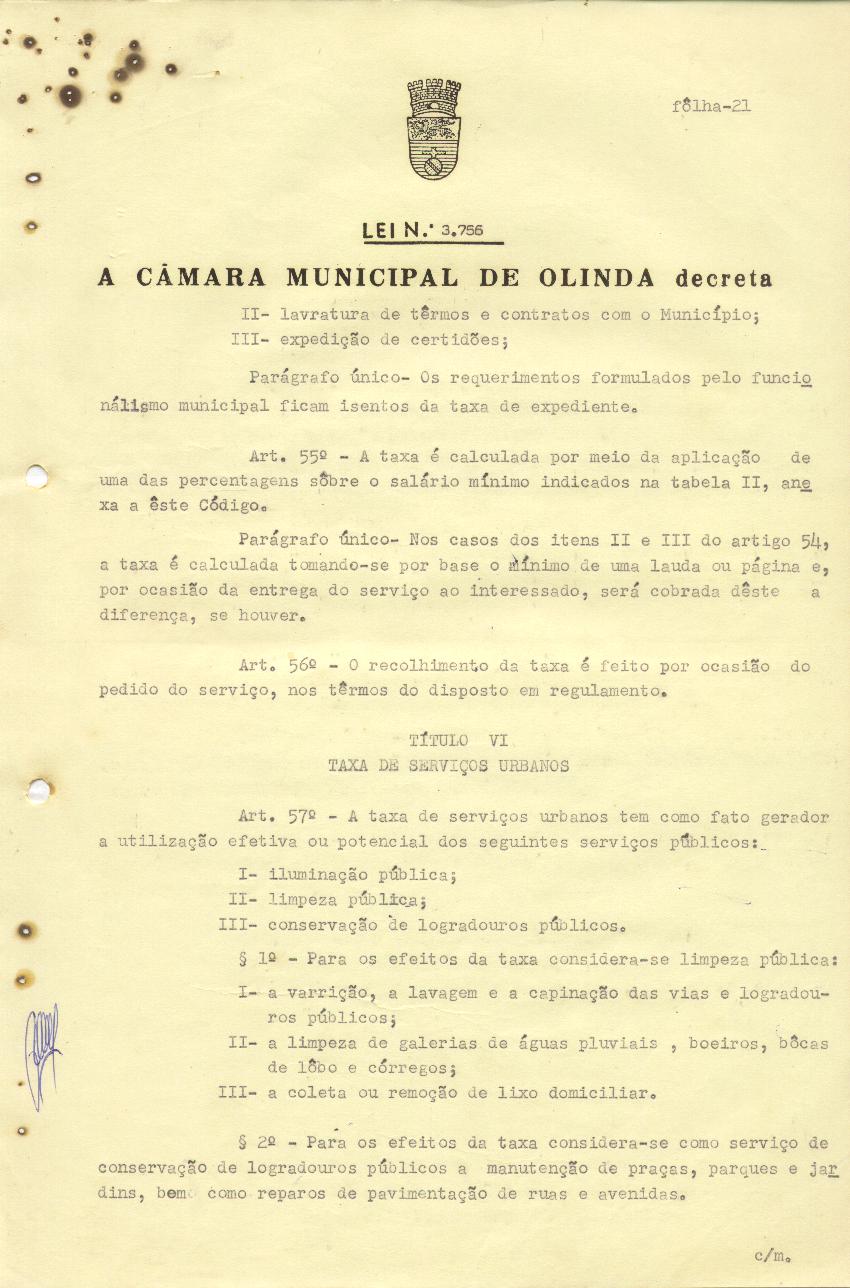 fôlha-21
LEI N.º 3.756
A CÂMARA MUNICIPAL DE OLINDA decreta
II- lavratura de têrmos e contratos com o Município;
III- expedição de certidões;
Parágrafo único- Os requerimentos formulados pelo funcio
nálismo municipal ficam isentos da taxa de expediente.
Art. 55º - A taxa é calculada por meio da aplicação de
uma das percentagens sôbre o salário mínimo indicados na tabela II, ane
xa a êste Código.
Parágrafo único- Nos casos dos itens II e III do artigo 54,
a taxa é calculada tomando-se por base o mínimo de uma lauda ou página e,
por ocasião da entrega do serviço ao interessado, será cobrada dêste a
diferença, se houver.
Art. 56º - O recolhimento da taxa é feito por ocasião do
pedido do serviço, nos têrmos do disposto em regulamento.
TÍTULO VI
TAXA DE SERVIÇOS URBANOS
Art. 57º - A taxa de serviços urbanos tem como fato gerador
a utilização efetiva ou potencial dos seguintes serviços públicos:
I- iluminação pública;
II- limpeza pública;
III- conservação de logradouros públicos.
§ 1º - Para os efeitos da taxa considera-se limpeza pública:
I- a varrição, a lavagem e a capinação das vias e logradou-
ros públicos;
II- a limpeza de galerias de águas pluviais , boeiros, bôcas
de lôbo e córregos;
III- a coleta ou remoção de lixo domiciliar.
§ 2º - Para os efeitos da taxa considera-se como serviço de
conservação de logradouros públicos a manutenção de praças, parques e jar
dins, bem como reparos de pavimentação de ruas e avenidas.
c/m.